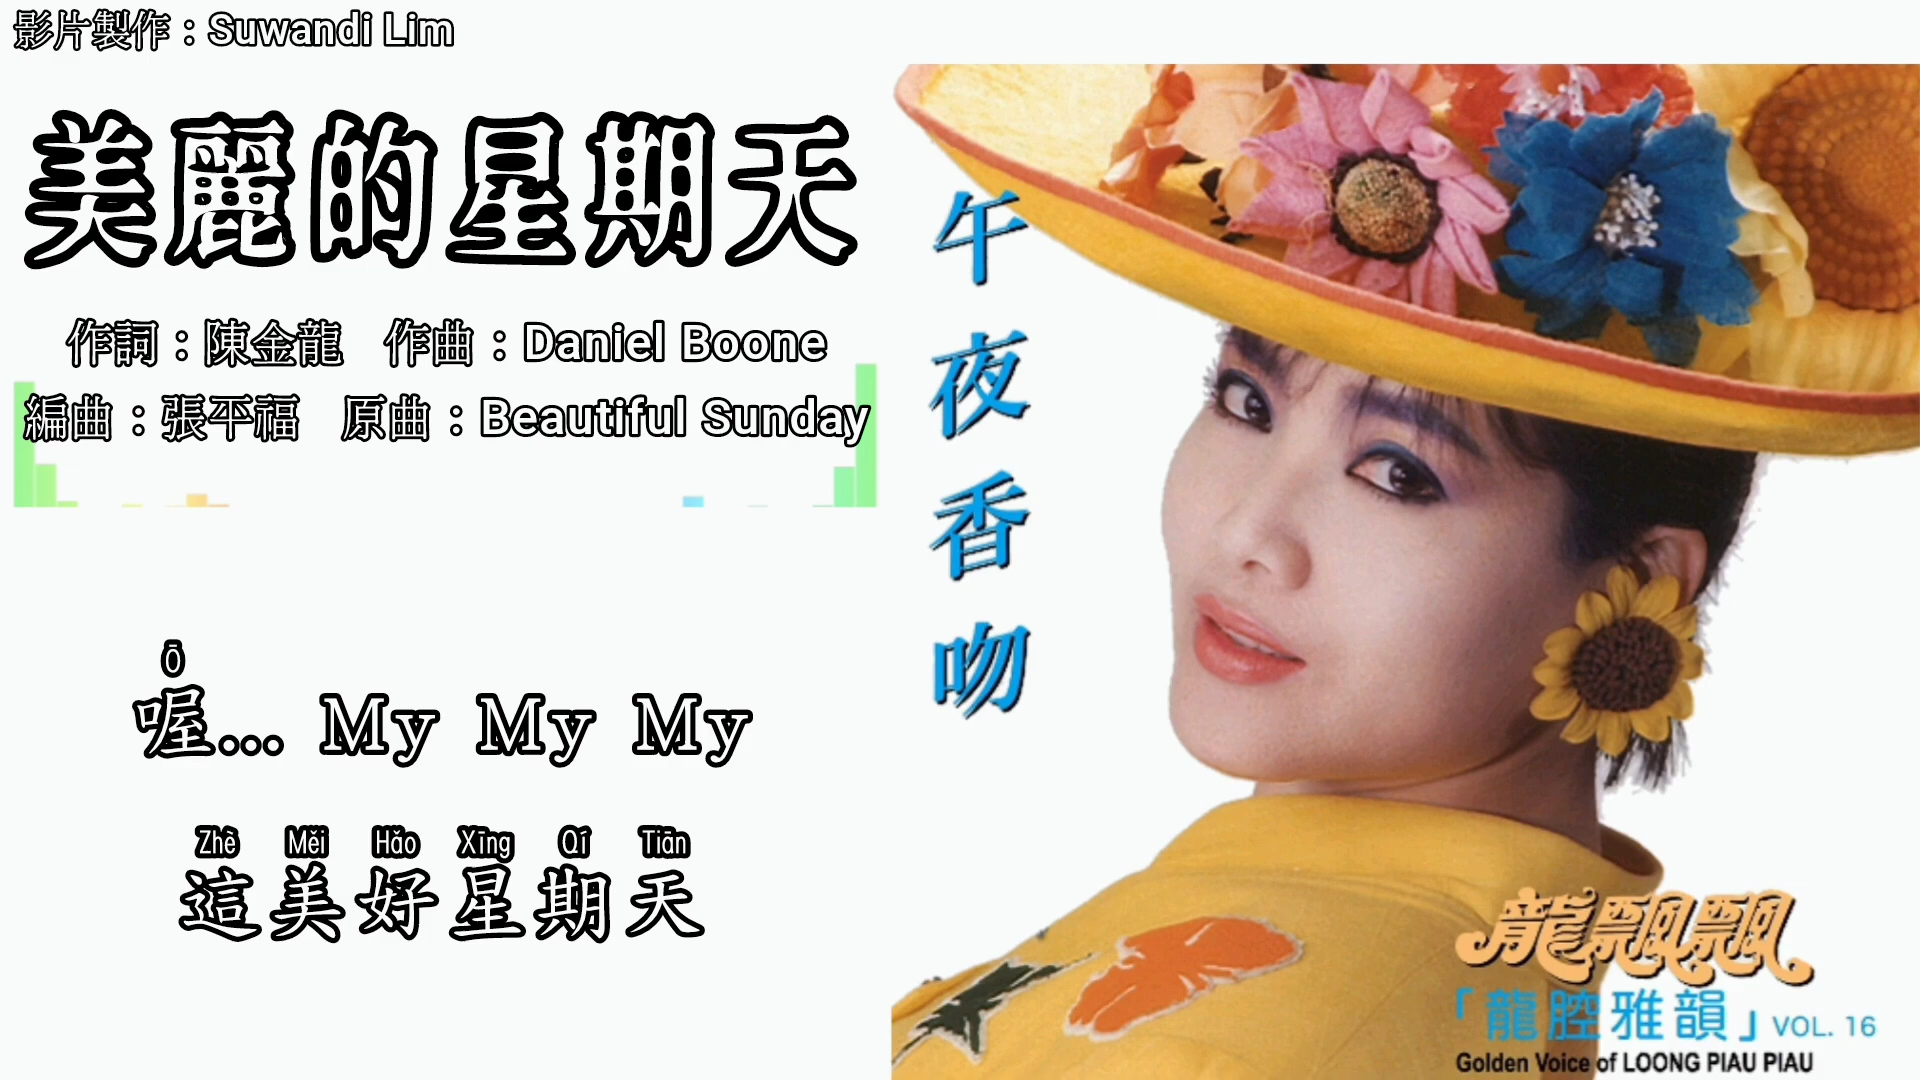 影片製作：Suwandi Lim
美麗的星期天
作詞：陳金龍 作曲：Daniel Boone
編曲：張平福 原曲：Beautiful Sunday
Ō
喔... My My My
Zhè Měi Hǎo Xīng Qí Tiān
這美好星期天
午夜香吻
龍飄飄
「龍腔雅韻」VOL. 16
Golden Voice of LOONG PIAU PIAU